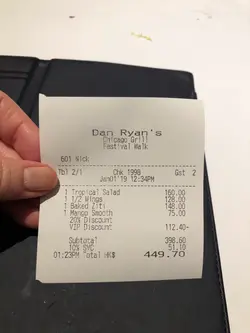 Dan Ryan's
Chicago Grill
Festival Walk
601 Nick
Tbl 2/1 Chk 1998 Gst 2
Jan01'19 12:34PM
1 Tropical Salad 160.00
1 1/2 Wings 128.00
1 Baked Ziti 148.00
1 Mango Smooth 75.00
20% Discount
VIP Discount 112.40-
Subtotal 398.60
10% SVC 51.10
01:23PM Total HK$ 449.70